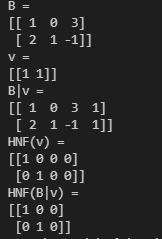 B =
[[ 1 0 3]
[ 2 1 -1]]
v =
[[1 1]]
B|v =
[[ 1 0 3 1]
[ 2 1 -1 1]]
HNF(v) =
[[1 0 0 0]
[0 1 0 0]]
HNF(B|v) =
[[1 0 0]
[0 1 0]]